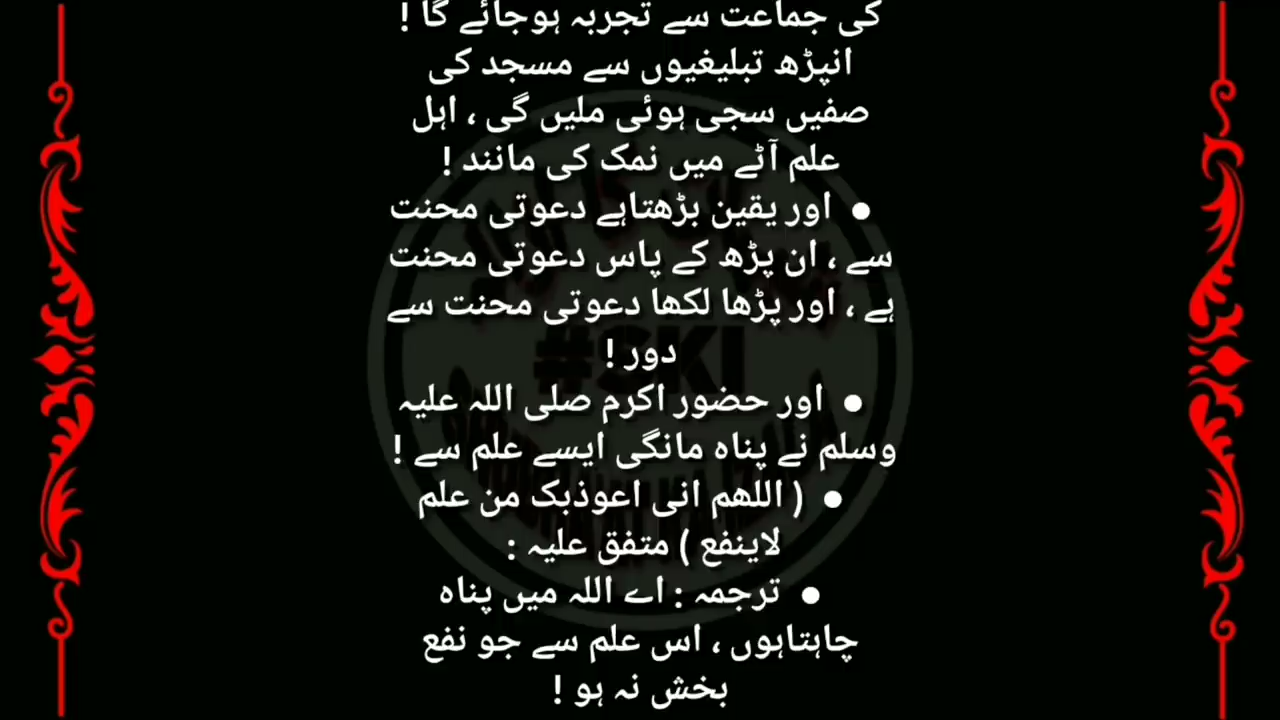 کی جماعت سے تجربہ ہوجائے گا !
انپڑھ تبلیغیوں سے مسجد کی
صفیں سجی ہوئی ملیں گی ، اہل
علم آٹے میں نمک کی مانند !
● اور یقین بڑھتاہے دعوتی محنت
سے ، ان پڑھ کے پاس دعوتی محنت
ہے ، اور پڑھا لکھا دعوتی محنت سے
دور !
● اور حضور اکرم صلی اللہ علیہ
وسلم نے پناہ مانگی ایسے علم سے !
● ( اللھم انی اعوذبک من علم
لاینفع ) متفق علیہ :
● ترجمہ : اے اللہ میں پناہ
چاہتاہوں ، اس علم سے جو نفع
بخش نہ ہو !
#SKI